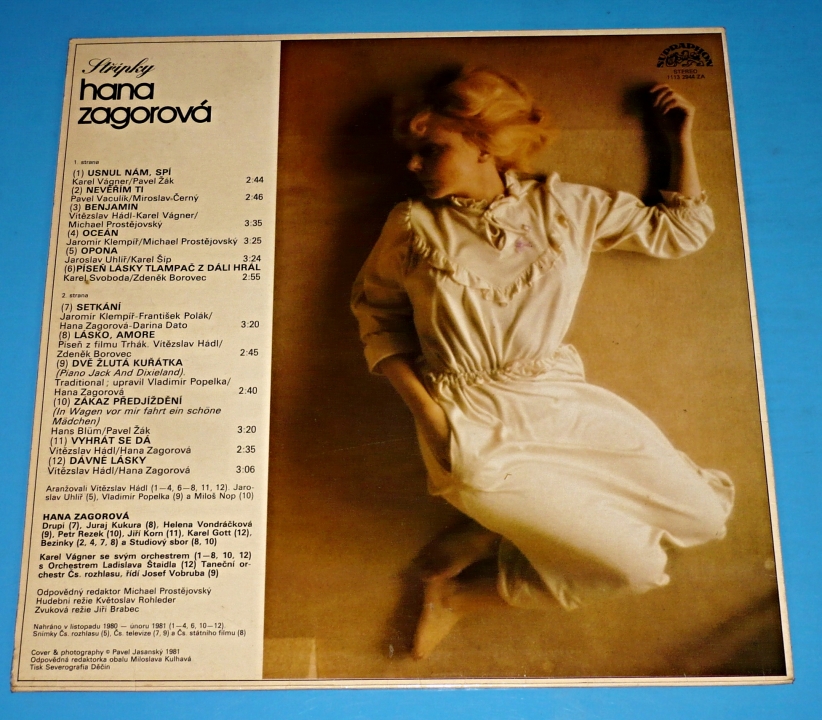 Střípky
hana
zagorová
1. strana
(1) USNUL NÁM, SPÍ
Karel Vágner/Pavel Žák 2:44
(2) NEVĚŘÍM TI
Pavel Vaculík/Miroslav-Černý 2:46
(3) BENJAMIN
Vítězslav Hádl-Karel Vágner/
Michael Prostějovský 3:35
(4) OCEÁN
Jaromír Klempíř/Michael Prostějovský 3:25
(5) OPONA
Jaroslav Uhlíř/Karel Šíp 3:24
(6)PÍSEŇ LÁSKY TLAMPAČ Z DÁLI HRÁL
Karel Svoboda/Zdeněk Borovec 2:55
2. strana
(7) SETKÁNÍ
Jaromír Klempíř-František Polák/
Hana Zagorová-Darina Dato 3:20
(8) LÁSKO, AMORE
Píseň z filmu Trhák. Vítězslav Hádl/
Zdeněk Borovec 2:45
(9) DVĚ ŽLUTÁ KUŘÁTKA
(Piano Jack And Dixieland).
Traditional; upravil Vladimír Popelka/
Hana Zagorová 2:40
(10) ZÁKAZ PŘEDJÍŽDĚNÍ
(In Wagen vor mir fahrt ein schöne
Mädchen)
Hans Blüm/Pavel Žák 3:20
(11) VYHRÁT SE DÁ
Vítězslav Hádl/Hana Zagorová 2:35
(12) DÁVNÉ LÁSKY
Vítězslav Hádl/Hana Zagorová 3:06
Aranžovali Vítězslav Hádl (1—4, 6—8, 11, 12). Jaro-
slav Uhlíř (5), Vladimír Popelka (9) a Miloš Nop (10)
HANA ZAGOROVÁ
Drupi (7), Juraj Kukura (8), Helena Vondráčková
(9), Petr Rezek (10), Jiří Korn (11), Karel Gott (12),
Bezinky (2, 4, 7, 8) a Studiový sbor (8, 10)
Karel Vágner se svým orchestrem (1—8, 10, 12)
s Orchestrem Ladislava Štaidla (12) Taneční or-
chestr Čs. rozhlasu, řídí Josef Vobruba (9)
Odpovědný redaktor Michael Prostějovský
Hudební režie Květoslav Rohleder
Zvuková režie Jiří Brabec
Nahráno v listopadu 1980 — únoru 1981 (1—4, 6, 10—12).
Snímky Čs. rozhlasu (5), Čs. televize (7, 9) a Čs. státního filmu (8)
Cover & photography © Pavel Jasanský 1981
Odpovědná redaktorka obalu Miloslava Kulhavá
Tisk Severografia Děčín
SUPRAPHON
STEREO
1113 2844 ZA